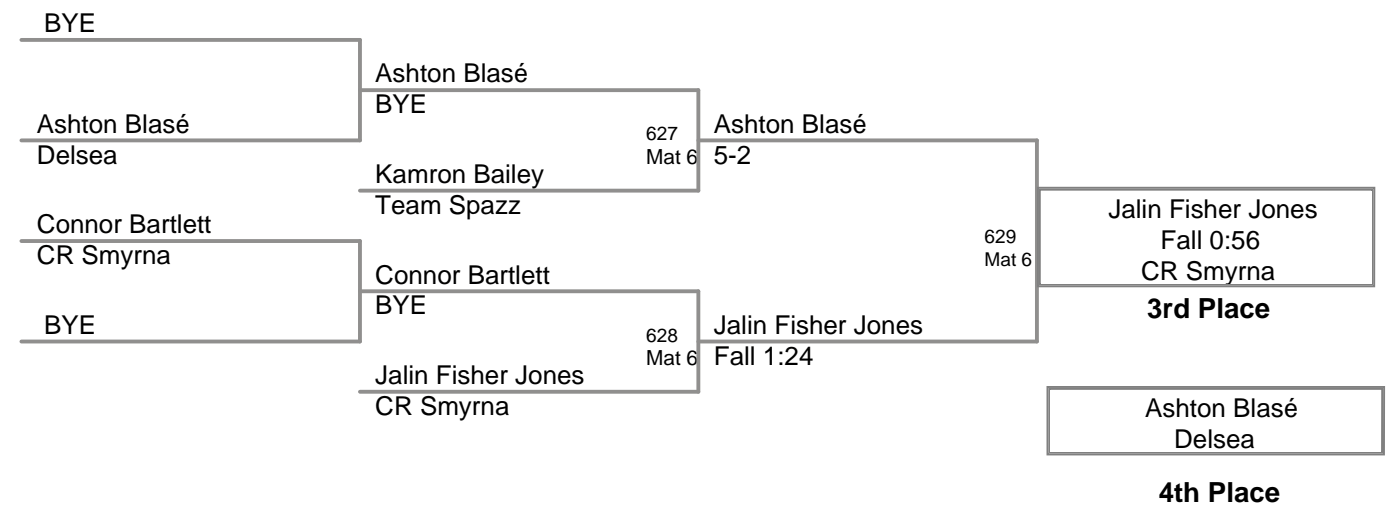 BYE
Ashton Blasé
BYE
Ashton Blasé
Delsea
627
Mat 6
Ashton Blasé
5-2
Kamron Bailey
Team Spazz
Connor Bartlett
CR Smyrna
Connor Bartlett
BYE
BYE
628
Mat 6
Jalin Fisher Jones
Fall 1:24
Jalin Fisher Jones
CR Smyrna
629
Mat 6
Jalin Fisher Jones
Fall 0:56
CR Smyrna
3rd Place
Ashton Blasé
Delsea
4th Place